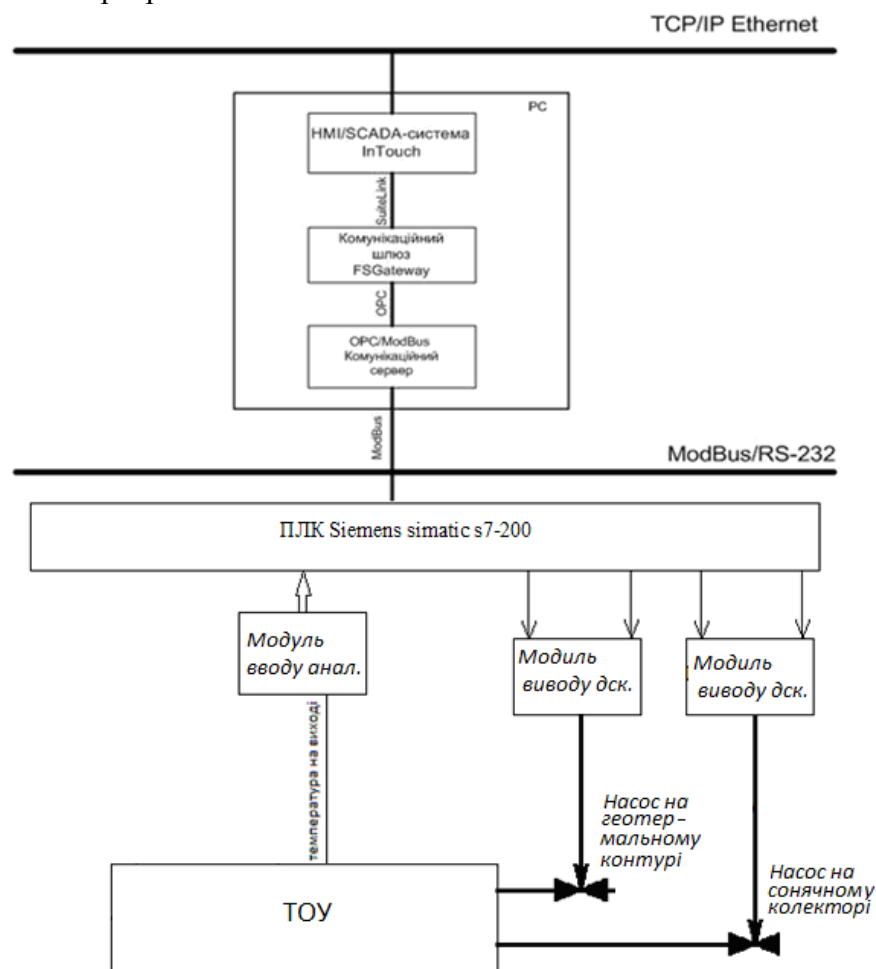 TCP/IP Ethernet
PC
HMI/SCADA-система
InTouch
SuiteLink
Комунікаційний
шлюз
FSGateway
OPC
OPC/ModBus
Комунікаційний
сервер
ModBus
ModBus/RS-232
ПЛК Siemens simatic s7-200
Модуль
вводу анал.
Модиль
виводу дск.
Модиль
виводу дск.
температура на виході
Насос на
геотер-
мальному
контурі
Насос на
сонячному
колекторі
ТОУ